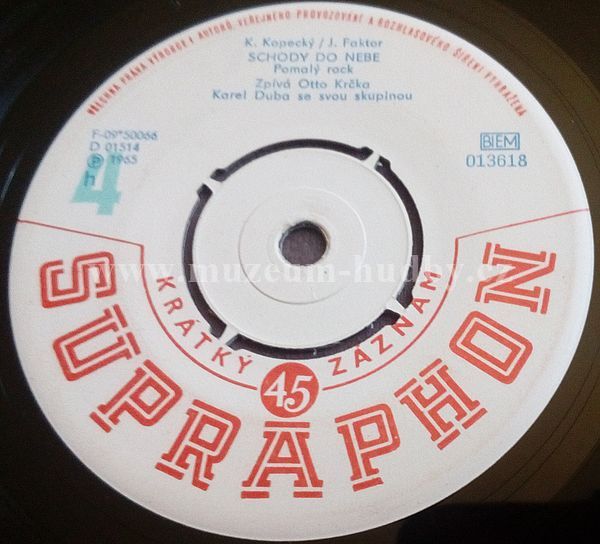 VŠECHNA PRÁVA VÝROBCE I AUTORŮ, VEŘEJNÉHO PROVOZOVÁNÍ A ROZHLASOVÉHO ŠÍŘENÍ VYHRAŽENA
K. Kopecký / J. Faktor
SCHODY DO NEBE
Pomalý rock
Zpívá Otto Krčka
Karel Duba se svou skupinou
F-09*50066
D 01514
℗ 1965
4
h
BIEM
013618
www.muzeum-hudby.cz
KRÁTKÝ ZÁZNAM
45
SUPRAPHON